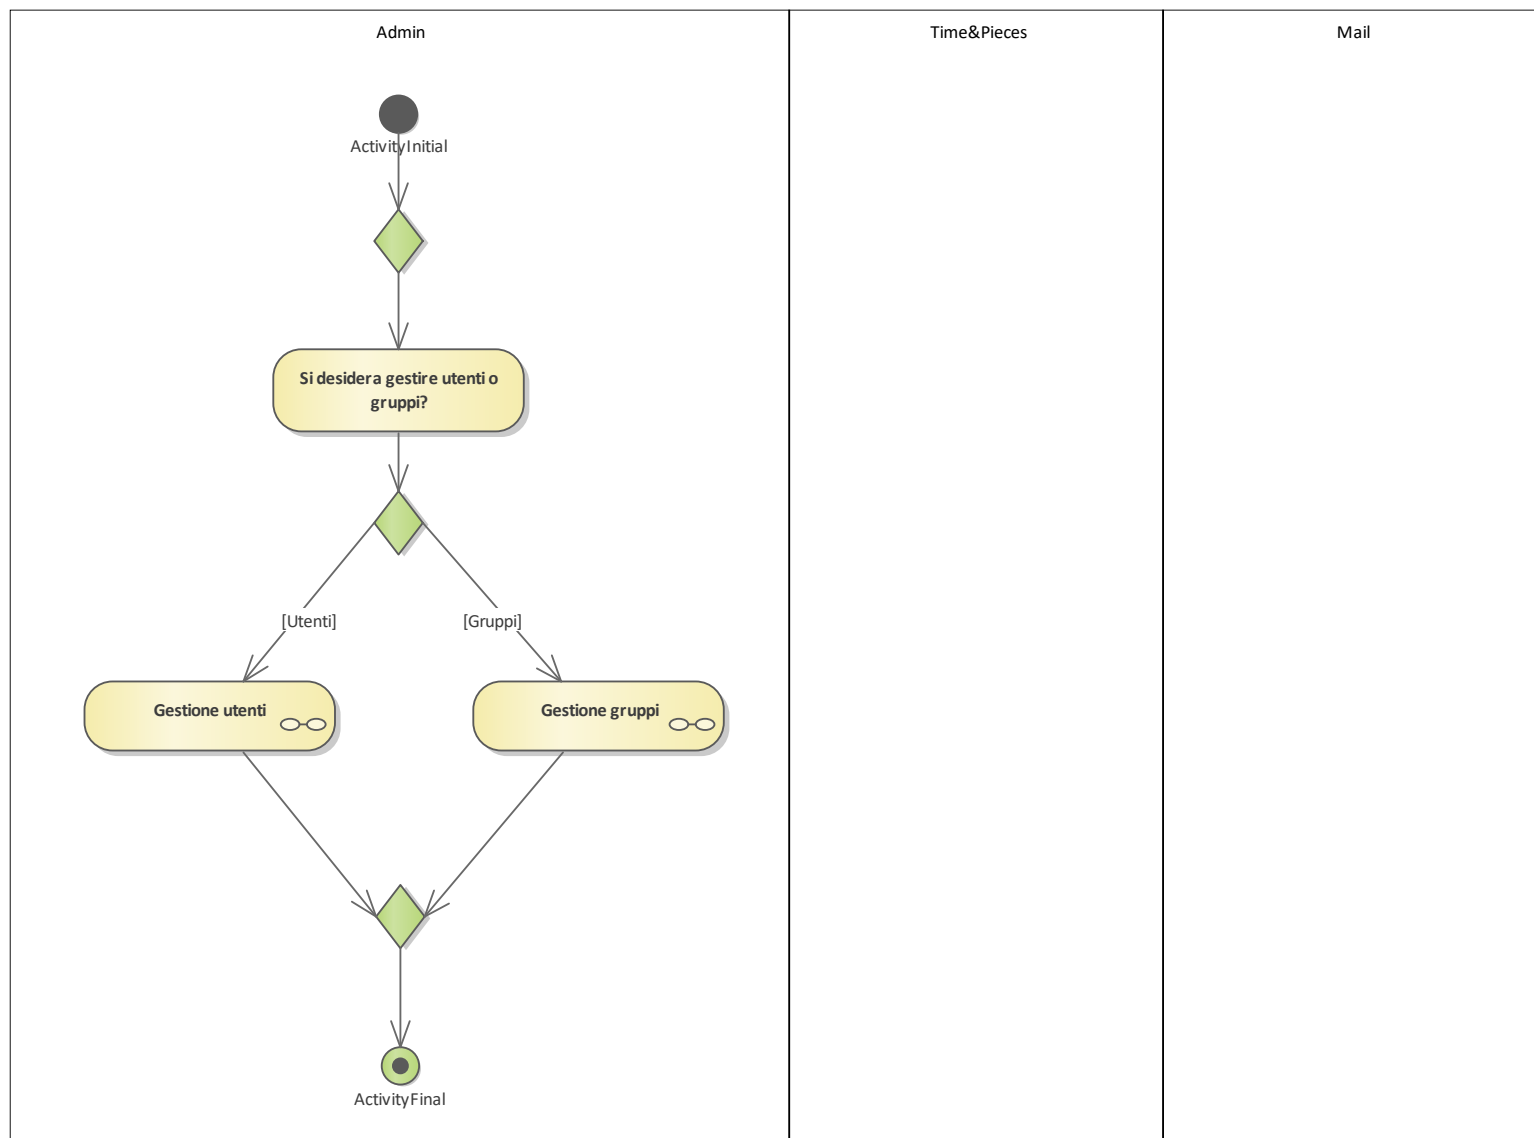 Admin
Time&Pieces
Mail
ActivityInitial
Si desidera gestire utenti o
gruppi?
[Utenti]
[Gruppi]
Gestione utenti
Gestione gruppi
ActivityFinal